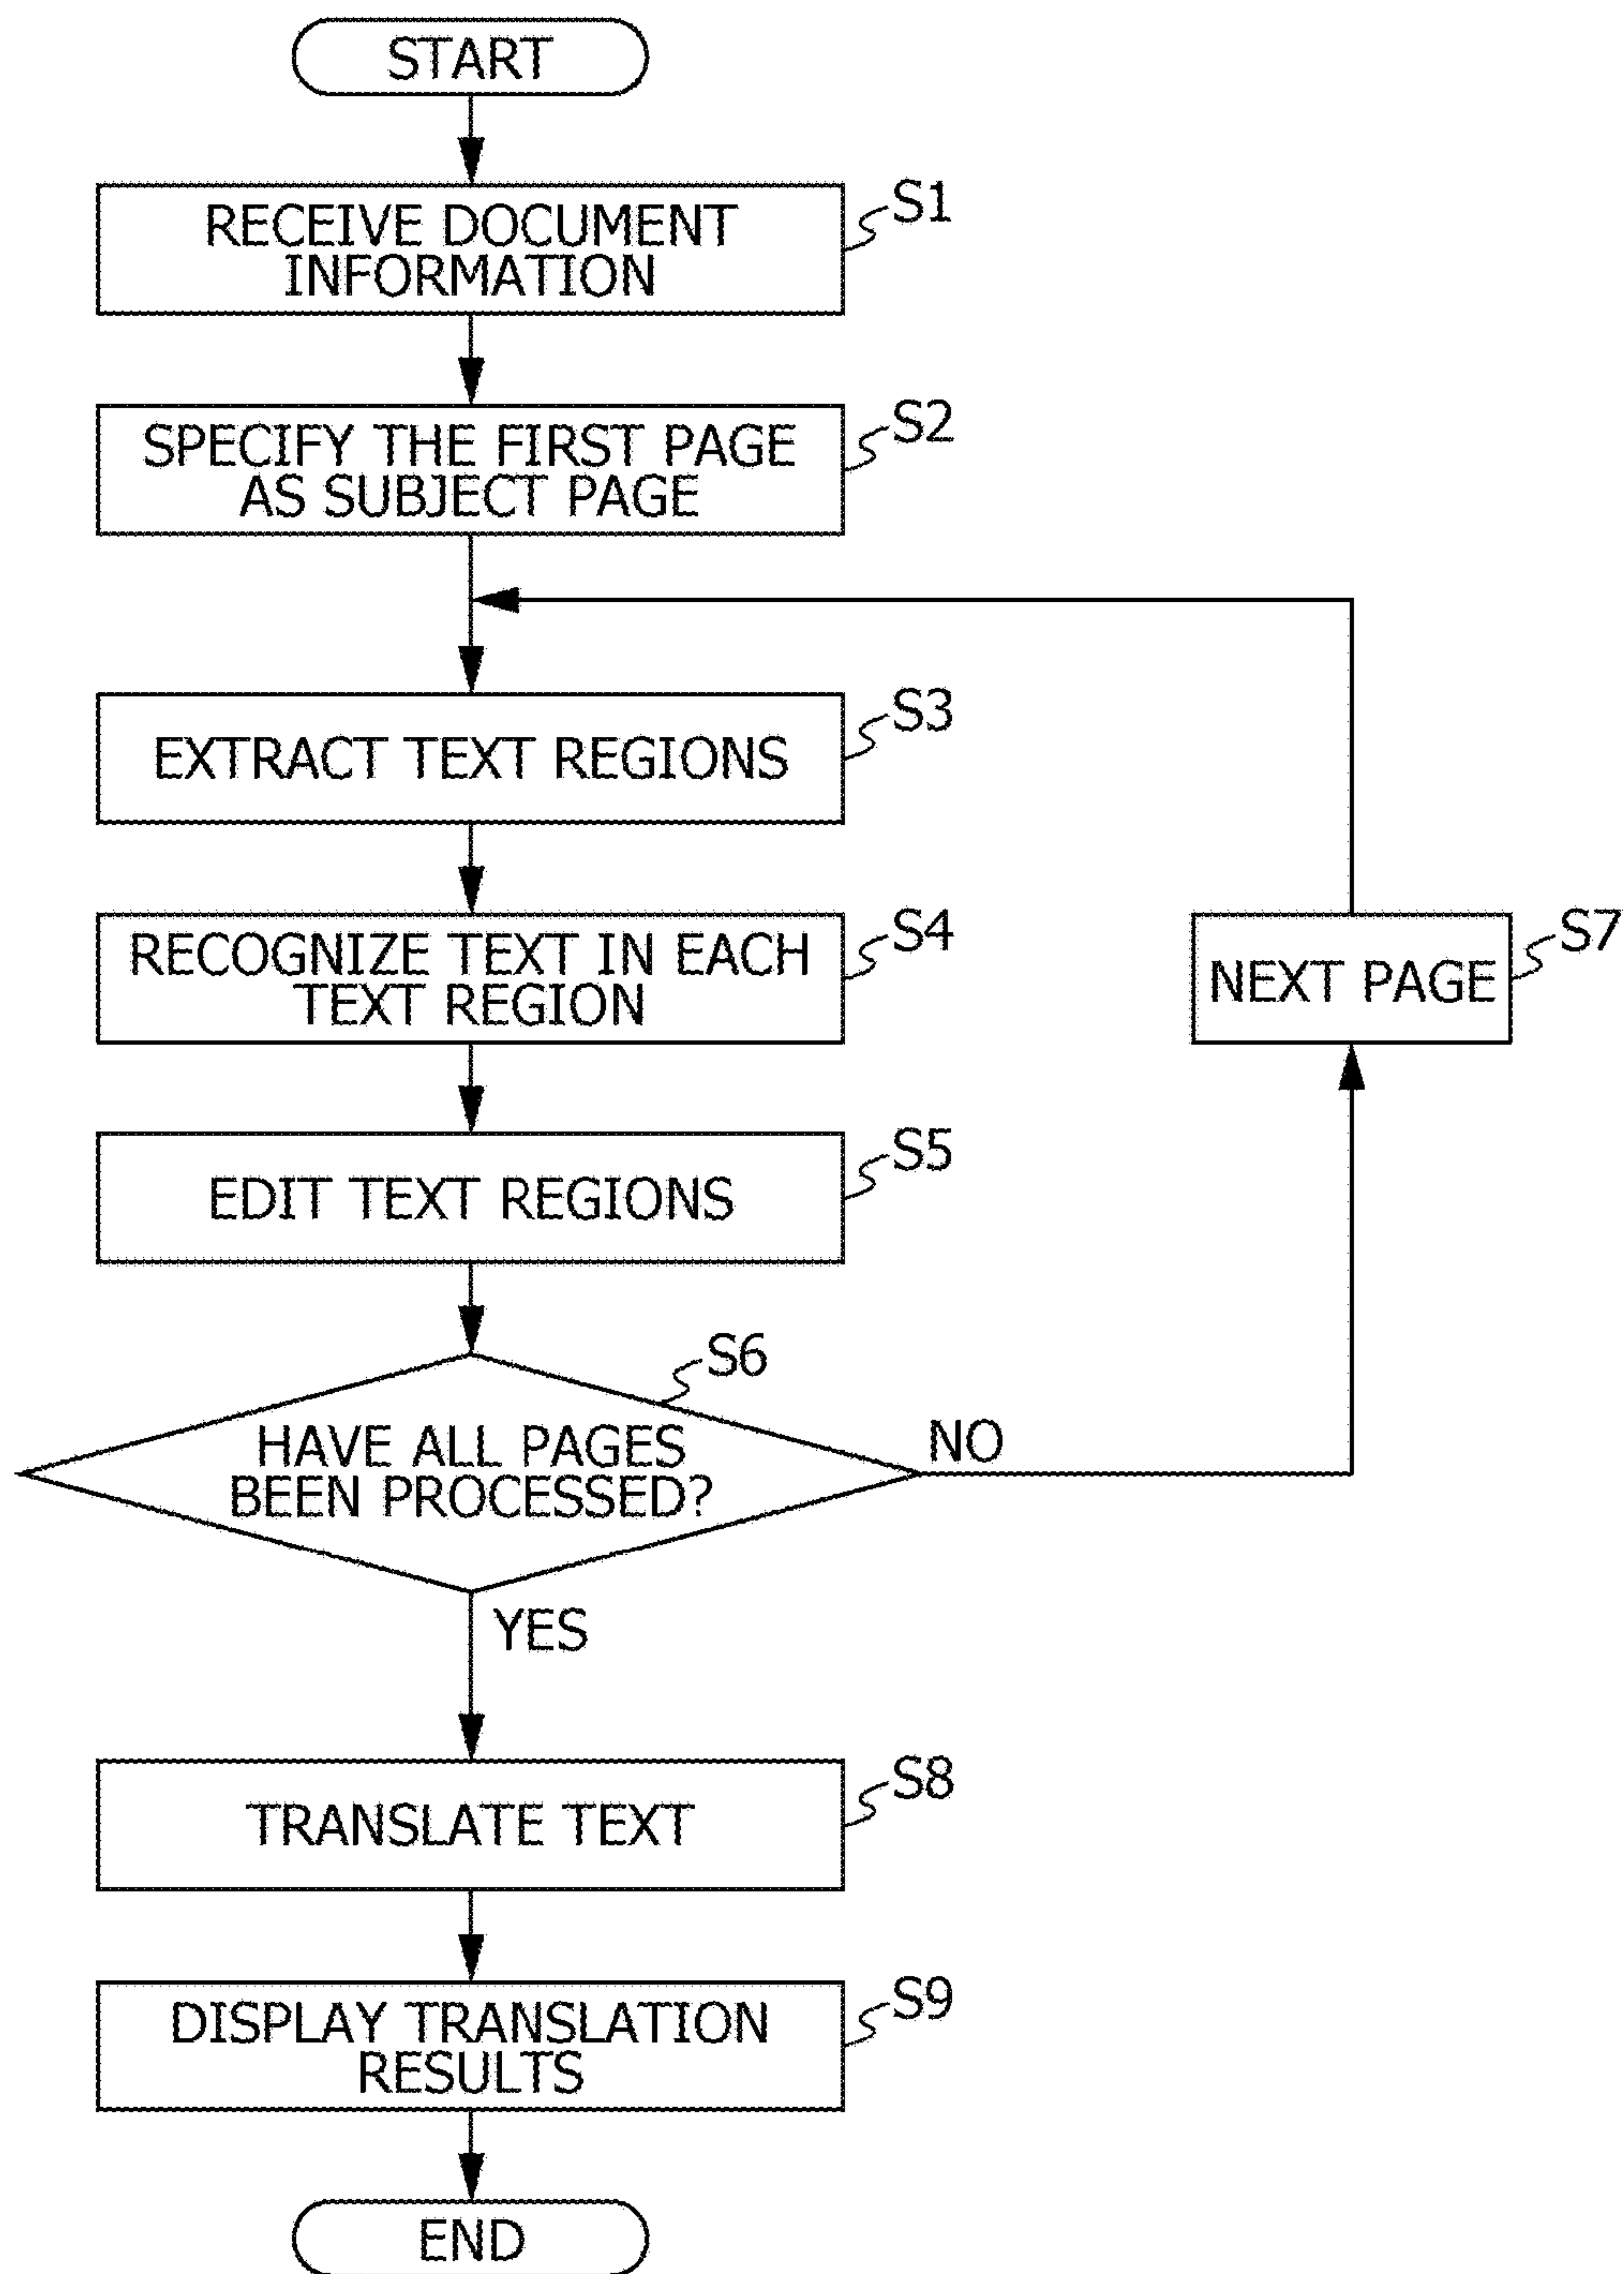 START
RECEIVE DOCUMENT
INFORMATION
S1
SPECIFY THE FIRST PAGE
AS SUBJECT PAGE
S2
EXTRACT TEXT REGIONS
S3
RECOGNIZE TEXT IN EACH
TEXT REGION
S4
NEXT PAGE
S7
EDIT TEXT REGIONS
S5
S6
HAVE ALL PAGES
BEEN PROCESSED?
NO
YES
TRANSLATE TEXT
S8
DISPLAY TRANSLATION
RESULTS
S9
END